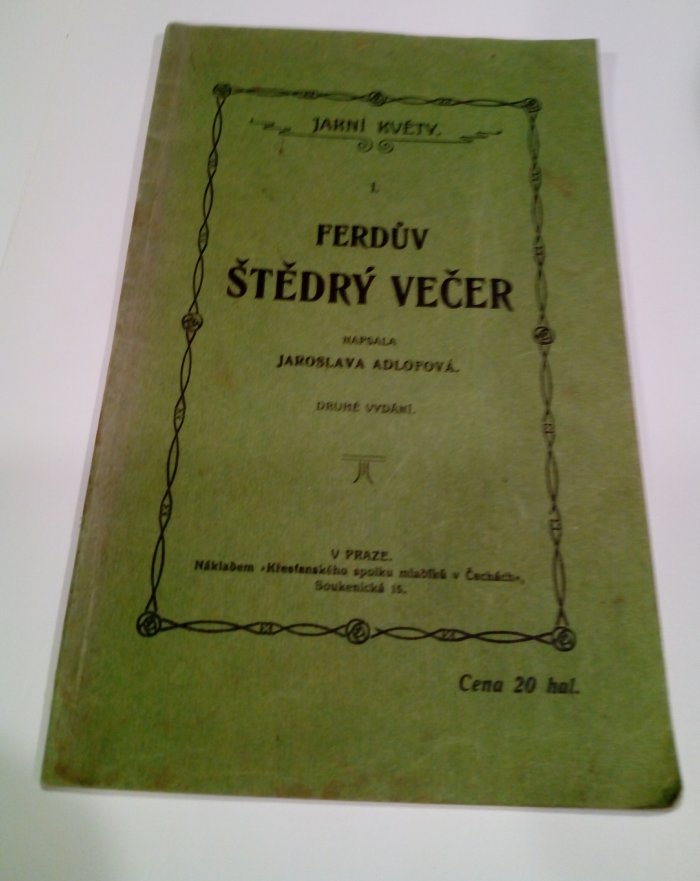 JARNÍ KVĚTY.
I.
FERDŮV
ŠTĚDRÝ VEČER
NAPSALA
JAROSLAVA ADLOFOVÁ.
DRUHÉ VYDÁNÍ.
V PRAZE.
Nákladem »Křesťanského spolku mladíků v Čechách«,
Soukenická 15.
Cena 20 hal.